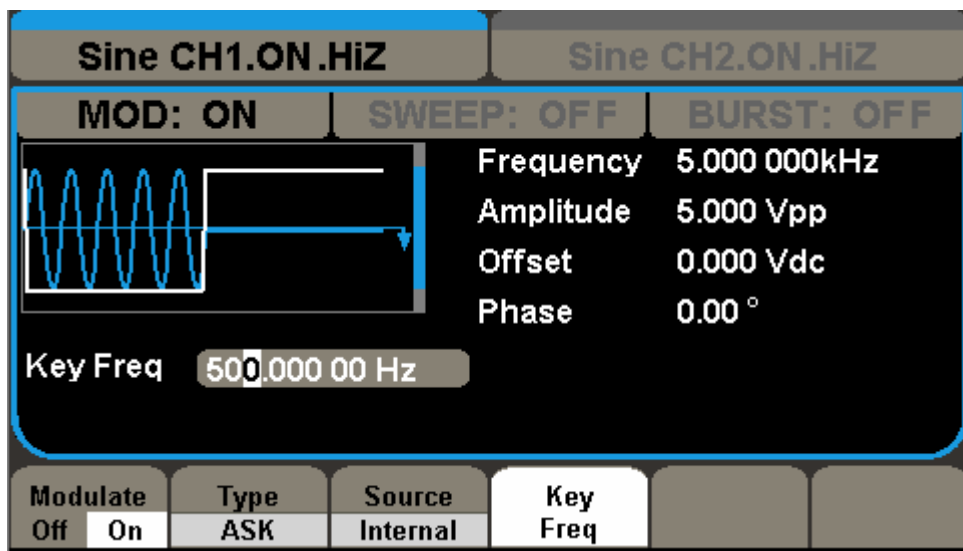 Sine CH1.ON.HiZ
Sine CH2.ON.HiZ
MOD: ON
SWEEP: OFF
BURST: OFF
Frequency 5.000 000kHz
Amplitude 5.000 Vpp
Offset 0.000 Vdc
Phase 0.00 °
Key Freq 500.000 00 Hz
Modulate
Off On
Type
ASK
Source
Internal
Key
Freq